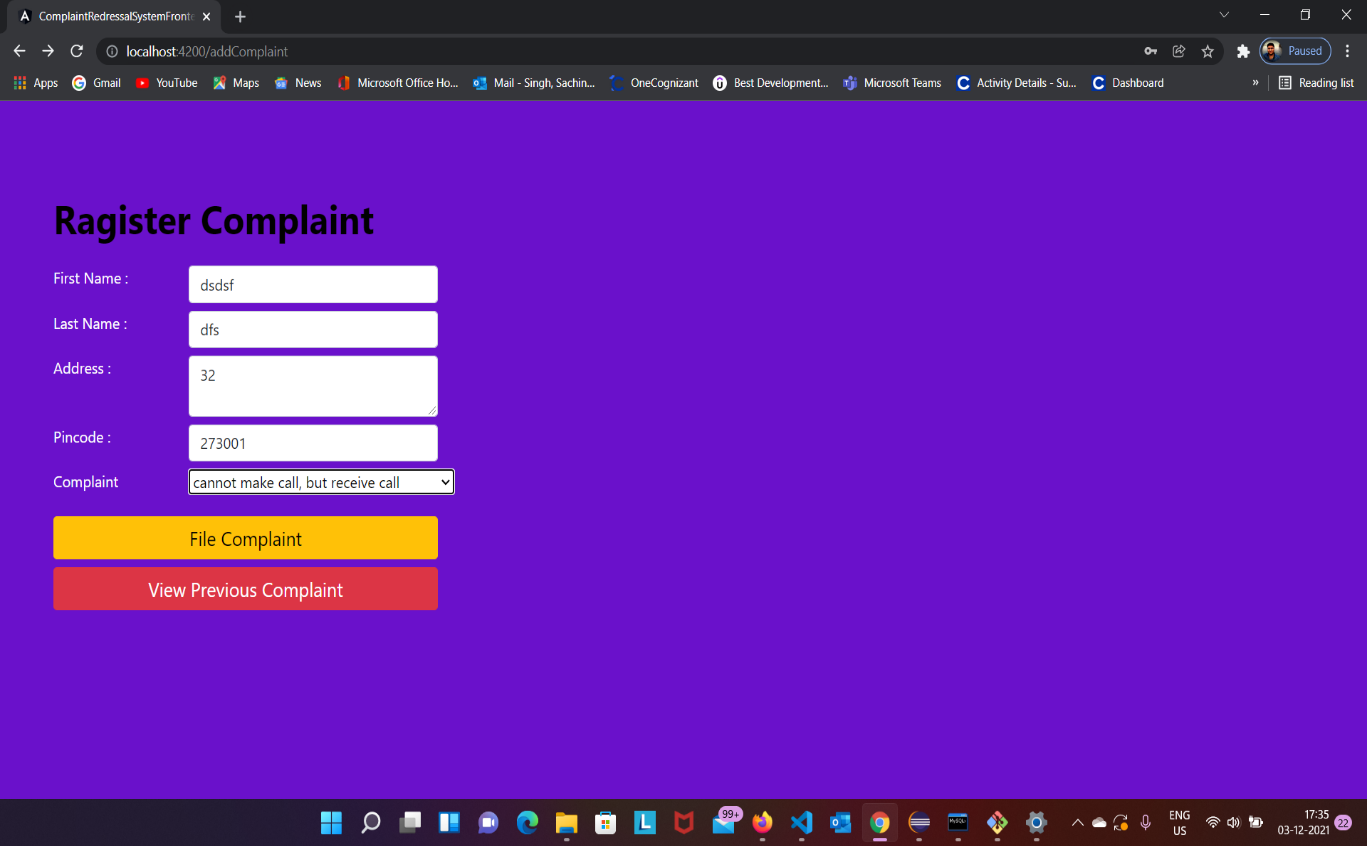 ComplaintRedressalSystemFronte
localhost:4200/addComplaint
Paused
Apps
Gmail
YouTube
Maps
News
Microsoft Office Ho...
Mail - Singh, Sachin...
OneCognizant
Best Development...
Microsoft Teams
Activity Details - Su...
Dashboard
»
Reading list
Ragister Complaint
First Name :
dsdsf
Last Name :
dfs
Address :
32
Pincode :
273001
Complaint
cannot make call, but receive call
File Complaint
View Previous Complaint
99+
L
MySQL
ENG
US
17:35
03-12-2021
22